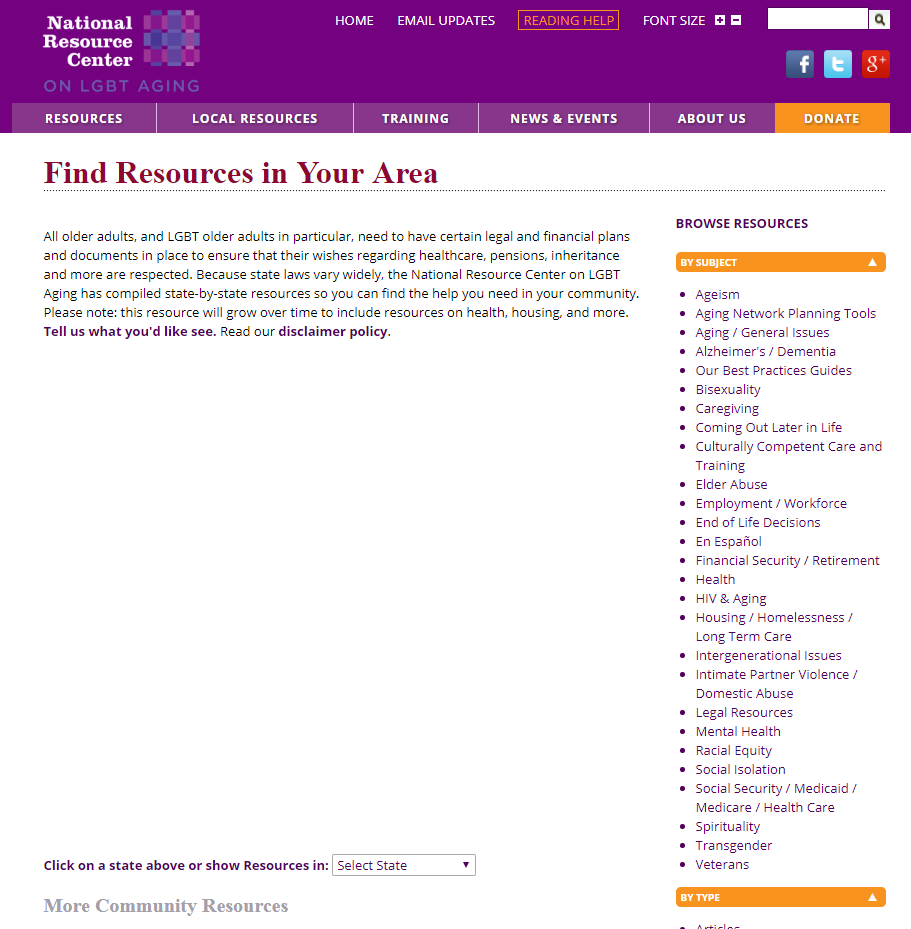 National
Resource
Center
ON LGBT AGING
HOME
EMAIL UPDATES
READING HELP
FONT SIZE
RESOURCES
LOCAL RESOURCES
TRAINING
NEWS & EVENTS
ABOUT US
DONATE
Find Resources in Your Area
All older adults, and LGBT older adults in particular, need to have certain legal and financial plans
and documents in place to ensure that their wishes regarding healthcare, pensions, inheritance
and more are respected. Because state laws vary widely, the National Resource Center on LGBT
Aging has compiled state-by-state resources so you can find the help you need in your community.
Please note: this resource will grow over time to include resources on health, housing, and more.
Tell us what you'd like see. Read our disclaimer policy.
Click on a state above or show Resources in: Select State
More Community Resources
BROWSE RESOURCES
BY SUBJECT
Ageism
Aging Network Planning Tools
Aging / General Issues
Alzheimer's / Dementia
Our Best Practices Guides
Bisexuality
Caregiving
Coming Out Later in Life
Culturally Competent Care and
Training
Elder Abuse
Employment / Workforce
End of Life Decisions
En Español
Financial Security / Retirement
Health
HIV & Aging
Housing / Homelessness /
Long Term Care
Intergenerational Issues
Intimate Partner Violence /
Domestic Abuse
Legal Resources
Mental Health
Racial Equity
Social Isolation
Social Security / Medicaid /
Medicare / Health Care
Spirituality
Transgender
Veterans
BY TYPE
Articles